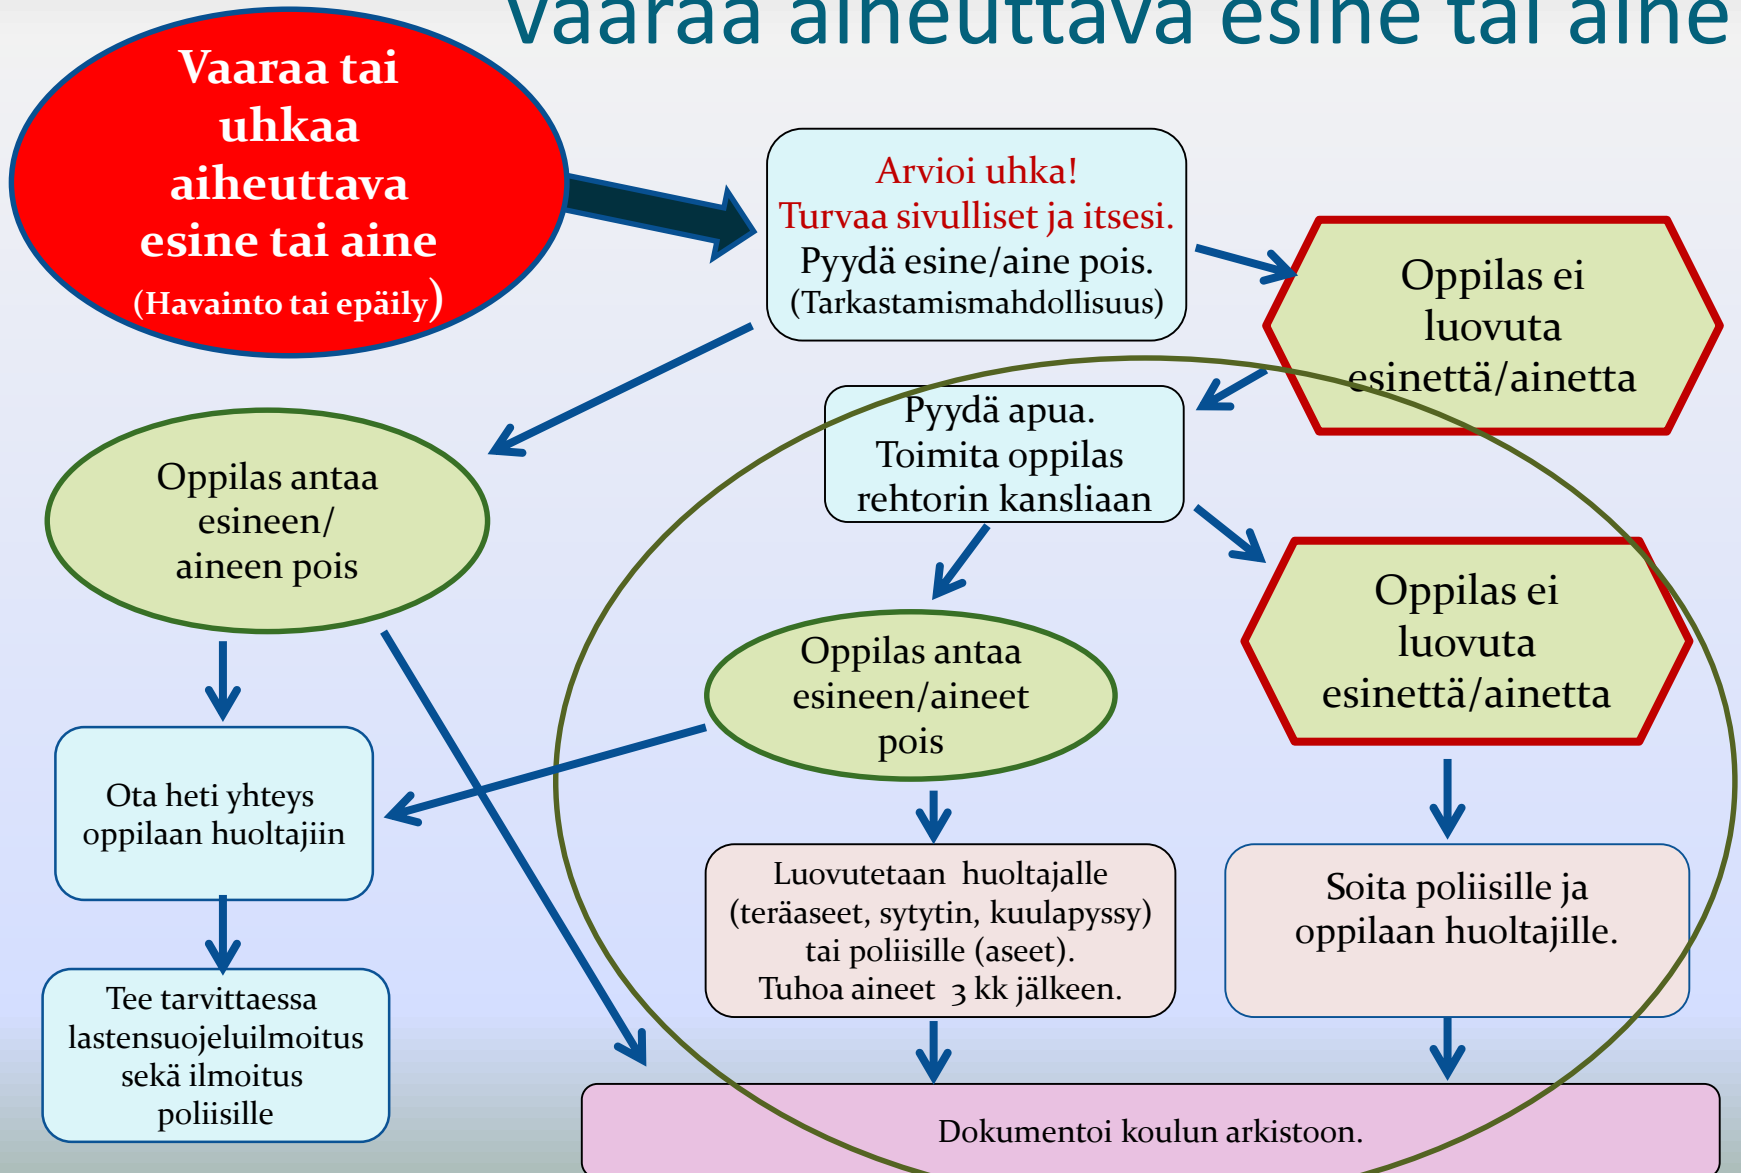 Vaaraa aiheuttava esine tai aine
Vaaraa tai
uhkaa
aiheuttava
esine tai aine
(Havainto tai epäily)
Arvioi uhka!
Turvaa sivulliset ja itsesi.
Pyydä esine/aine pois.
(Tarkastamismahdollisuus)
Oppilas ei
luovuta
esinettä/ainetta
Pyydä apua.
Toimita oppilas
rehtorin kansliaan
Oppilas antaa
esineen/
aineen pois
Oppilas ei
luovuta
esinettä/ainetta
Oppilas antaa
esineen/aineet
pois
Ota heti yhteys
oppilaan huoltajiin
Luovutetaan huoltajalle
(teräaseet, sytytin, kuulapyssy)
tai poliisille (aseet).
Tuhoa aineet 3 kk jälkeen.
Soita poliisille ja
oppilaan huoltajille.
Tee tarvittaessa
lastensuojeluilmoitus
sekä ilmoitus
poliisille
Dokumentoi koulun arkistoon.